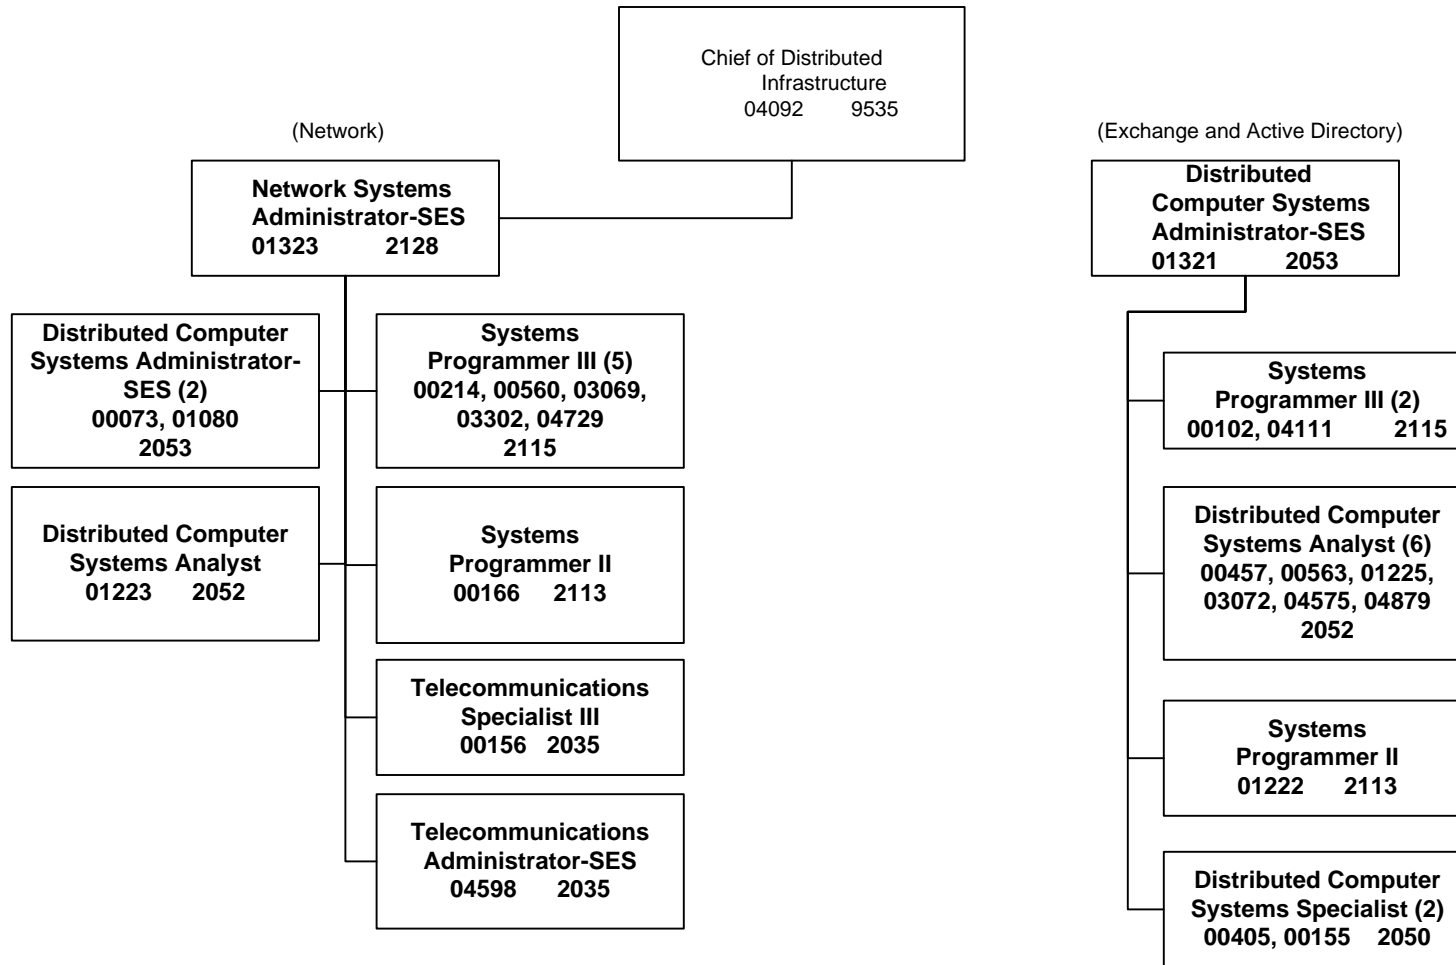 Chief of Distributed
Infrastructure
04092 9535
(Network)
Network Systems
Administrator-SES
01323 2128
Distributed Computer
Systems Administrator-
SES (2)
00073, 01080
2053
Systems
Programmer III (5)
00214, 00560, 03069,
03302, 04729
2115
Distributed Computer
Systems Analyst
01223 2052
Systems
Programmer II
00166 2113
Telecommunications
Specialist III
00156 2035
Telecommunications
Administrator-SES
04598 2035
(Exchange and Active Directory)
Distributed
Computer Systems
Administrator-SES
01321 2053
Systems
Programmer III (2)
00102, 04111 2115
Distributed Computer
Systems Analyst (6)
00457, 00563, 01225,
03072, 04575, 04879
2052
Systems
Programmer II
01222 2113
Distributed Computer
Systems Specialist (2)
00405, 00155 2050